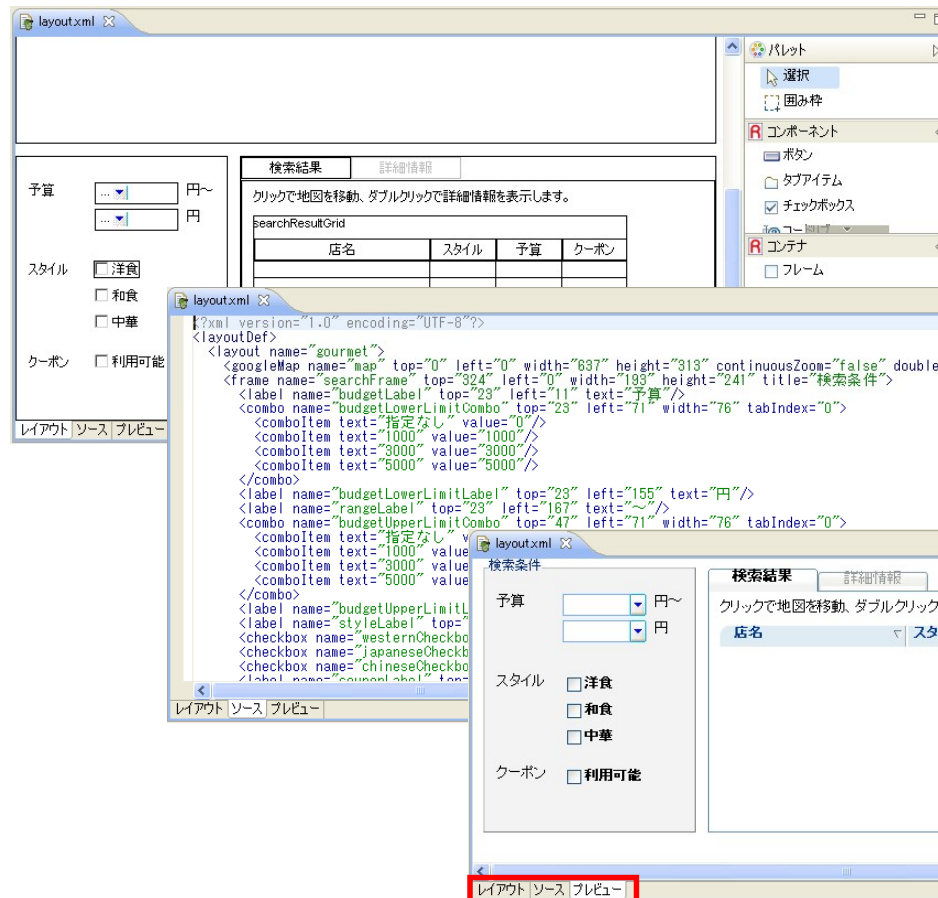 layout.xml
パレット
選択
囲み枠
コンポーネント
ボタン
タブアイテム
チェックボックス
コンテナ
フレーム
検索結果 詳細情報
予算 ... 円～
クリックで地図を移動、ダブルクリックで詳細情報を表示します。
... 円
searchResultGrid
店名 スタイル 予算 クーポン
スタイル 洋食
和食
中華
クーポン 利用可能
レイアウト ソース プレビュー
layout.xml
<?xml version="1.0" encoding="UTF-8"?>
<layoutDef>
<layout name="gourmet">
<googleMap name="map" top="0" left="0" width="637" height="313" continuousZoom="false" double
<frame name="searchFrame" top="324" left="0" width="193" height="241" title="検索条件">
<label name="budgetLabel" top="23" left="11" text="予算"/>
<combo name="budgetLowerLimitCombo" top="23" left="71" width="76" tabIndex="0">
<comboItem text="指定なし" value="0"/>
<comboItem text="1000" value="1000"/>
<comboItem text="3000" value="3000"/>
<comboItem text="5000" value="5000"/>
</combo>
<label name="budgetLowerLimitLabel" top="23" left="155" text="円"/>
<label name="rangeLabel" top="23" left="167" text="～"/>
<combo name="budgetUpperLimitCombo" top="47" left="71" width="76" tabIndex="0">
<comboItem text="指定なし" v
<comboItem text="1000" value
<comboItem text="3000" value
<comboItem text="5000" value
</combo>
<label name="budgetUpperLimitL
<label name="styleLabel" top="
<checkbox name="westernCheckbo
<checkbox name="japaneseCheckb
<checkbox name="chineseCheckbo
<label name="couponLabel" top=
レイアウト ソース プレビュー
layout.xml
検索条件
検索結果 詳細情報
予算 円～
クリックで地図を移動、ダブルクリック
円
店名 スタ
スタイル 洋食
和食
中華
クーポン 利用可能
レイアウト ソース プレビュー